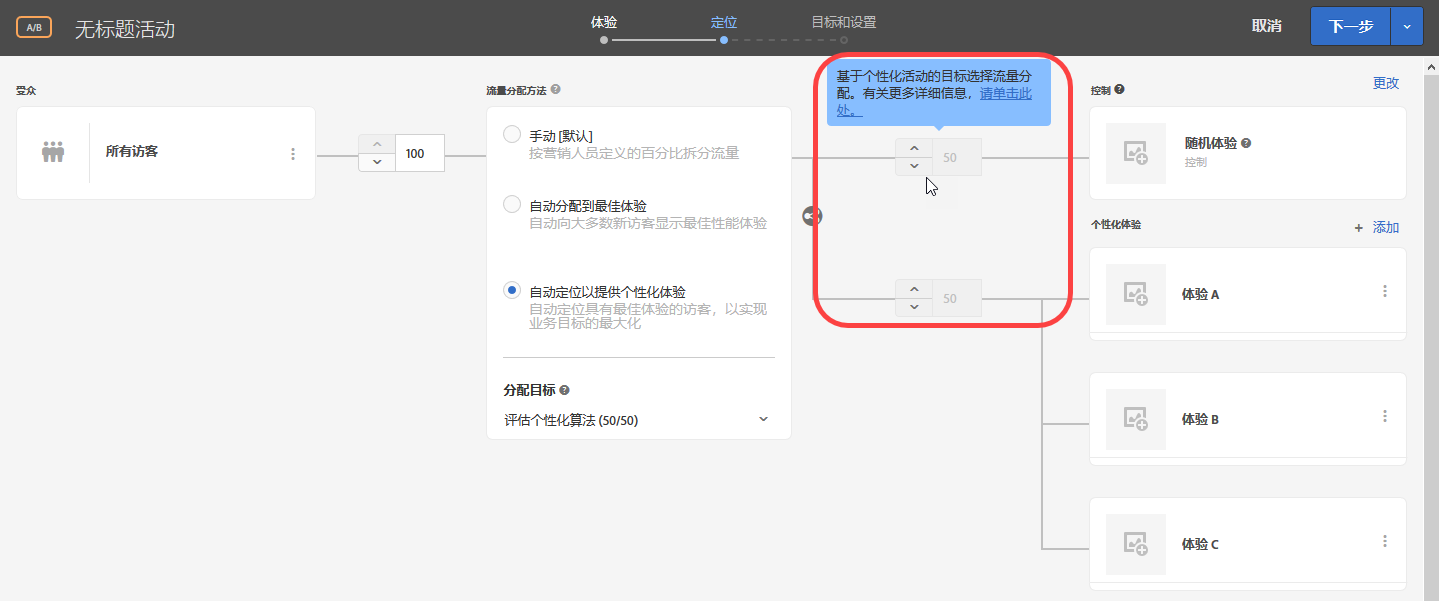 A/B
无标题活动
体验
定位
目标和设置
取消
下一步
受众
所有访客
100
流量分配方法
手动 [默认]
按营销人员定义的百分比拆分流量
自动分配到最佳体验
自动向大多数新访客显示最佳性能体验
自动定位以提供个性化体验
自动定位具有最佳体验的访客，以实现
业务目标的最大化
分配目标
评估个性化算法 (50/50)
基于个性化活动的目标选择流量分
配。有关更多详细信息，请单击此
处。
50
50
控制
更改
随机体验
控制
个性化体验
+ 添加
体验 A
体验 B
体验 C